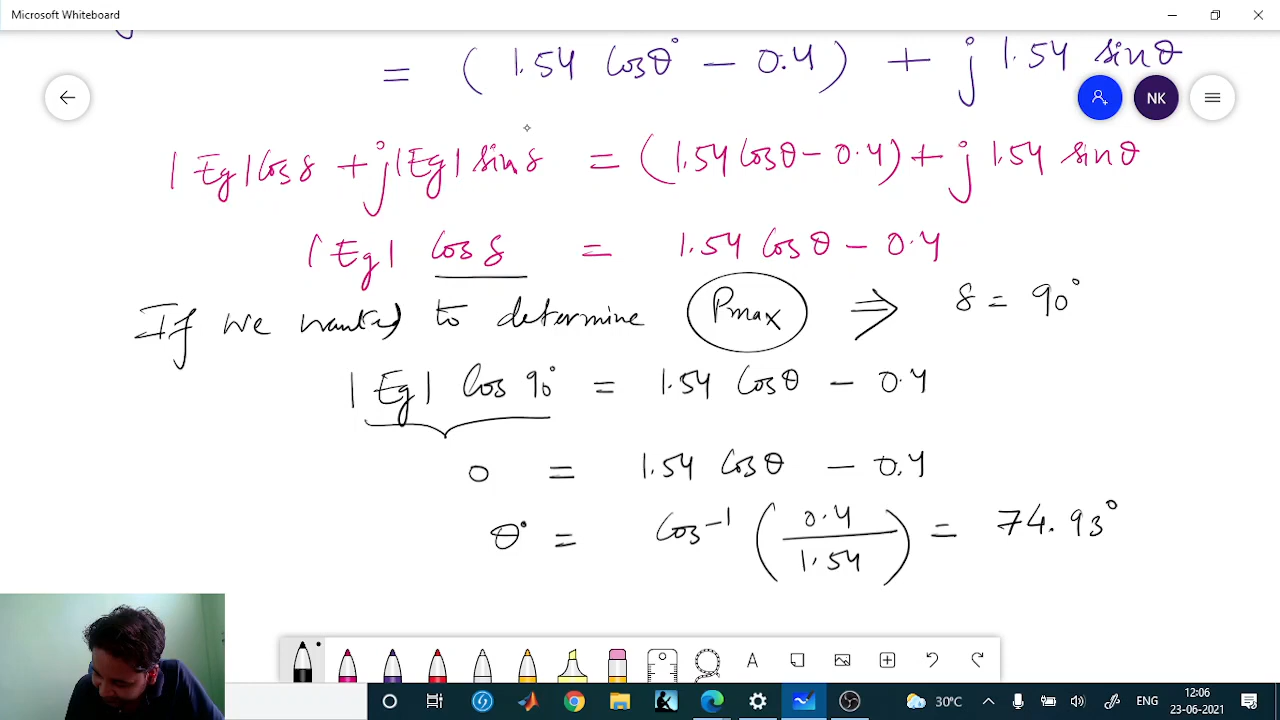 Microsoft Whiteboard
= (1.54 cosθ° - 0.4) + j 1.54 sinθ
NK
|Eg|cosδ + j|Eg|sinδ = (1.54cosθ - 0.4) + j 1.54 sinθ
|Eg| cosδ = 1.54 cosθ - 0.4
If we wanted to determine Pmax ⇒ δ = 90°
|Eg| cos 90° = 1.54 cosθ - 0.4
0 = 1.54 cosθ - 0.4
θ° = cos⁻¹ (0.4/1.54) = 74.93°
30°C
ENG
12:06
23-06-2021